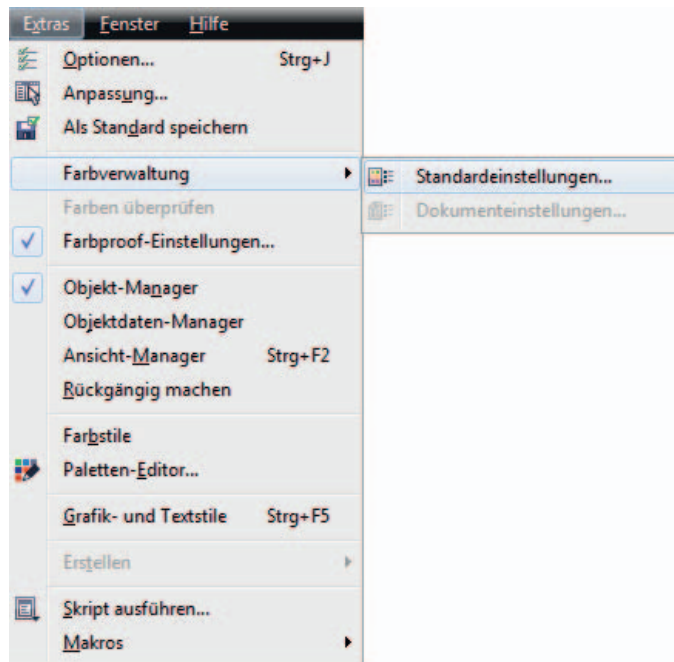 Extras Fenster Hilfe
Optionen... Strg+J
Anpassung...
Als Standard speichern
Farbverwaltung
Standardeinstellungen...
Farben überprüfen
Dokumenteinstellungen...
Farbproof-Einstellungen...
Objekt-Manager
Objektdaten-Manager
Ansicht-Manager Strg+F2
Rückgängig machen
Farbstile
Paletten-Editor...
Grafik- und Textstile Strg+F5
Erstellen
Skript ausführen...
Makros